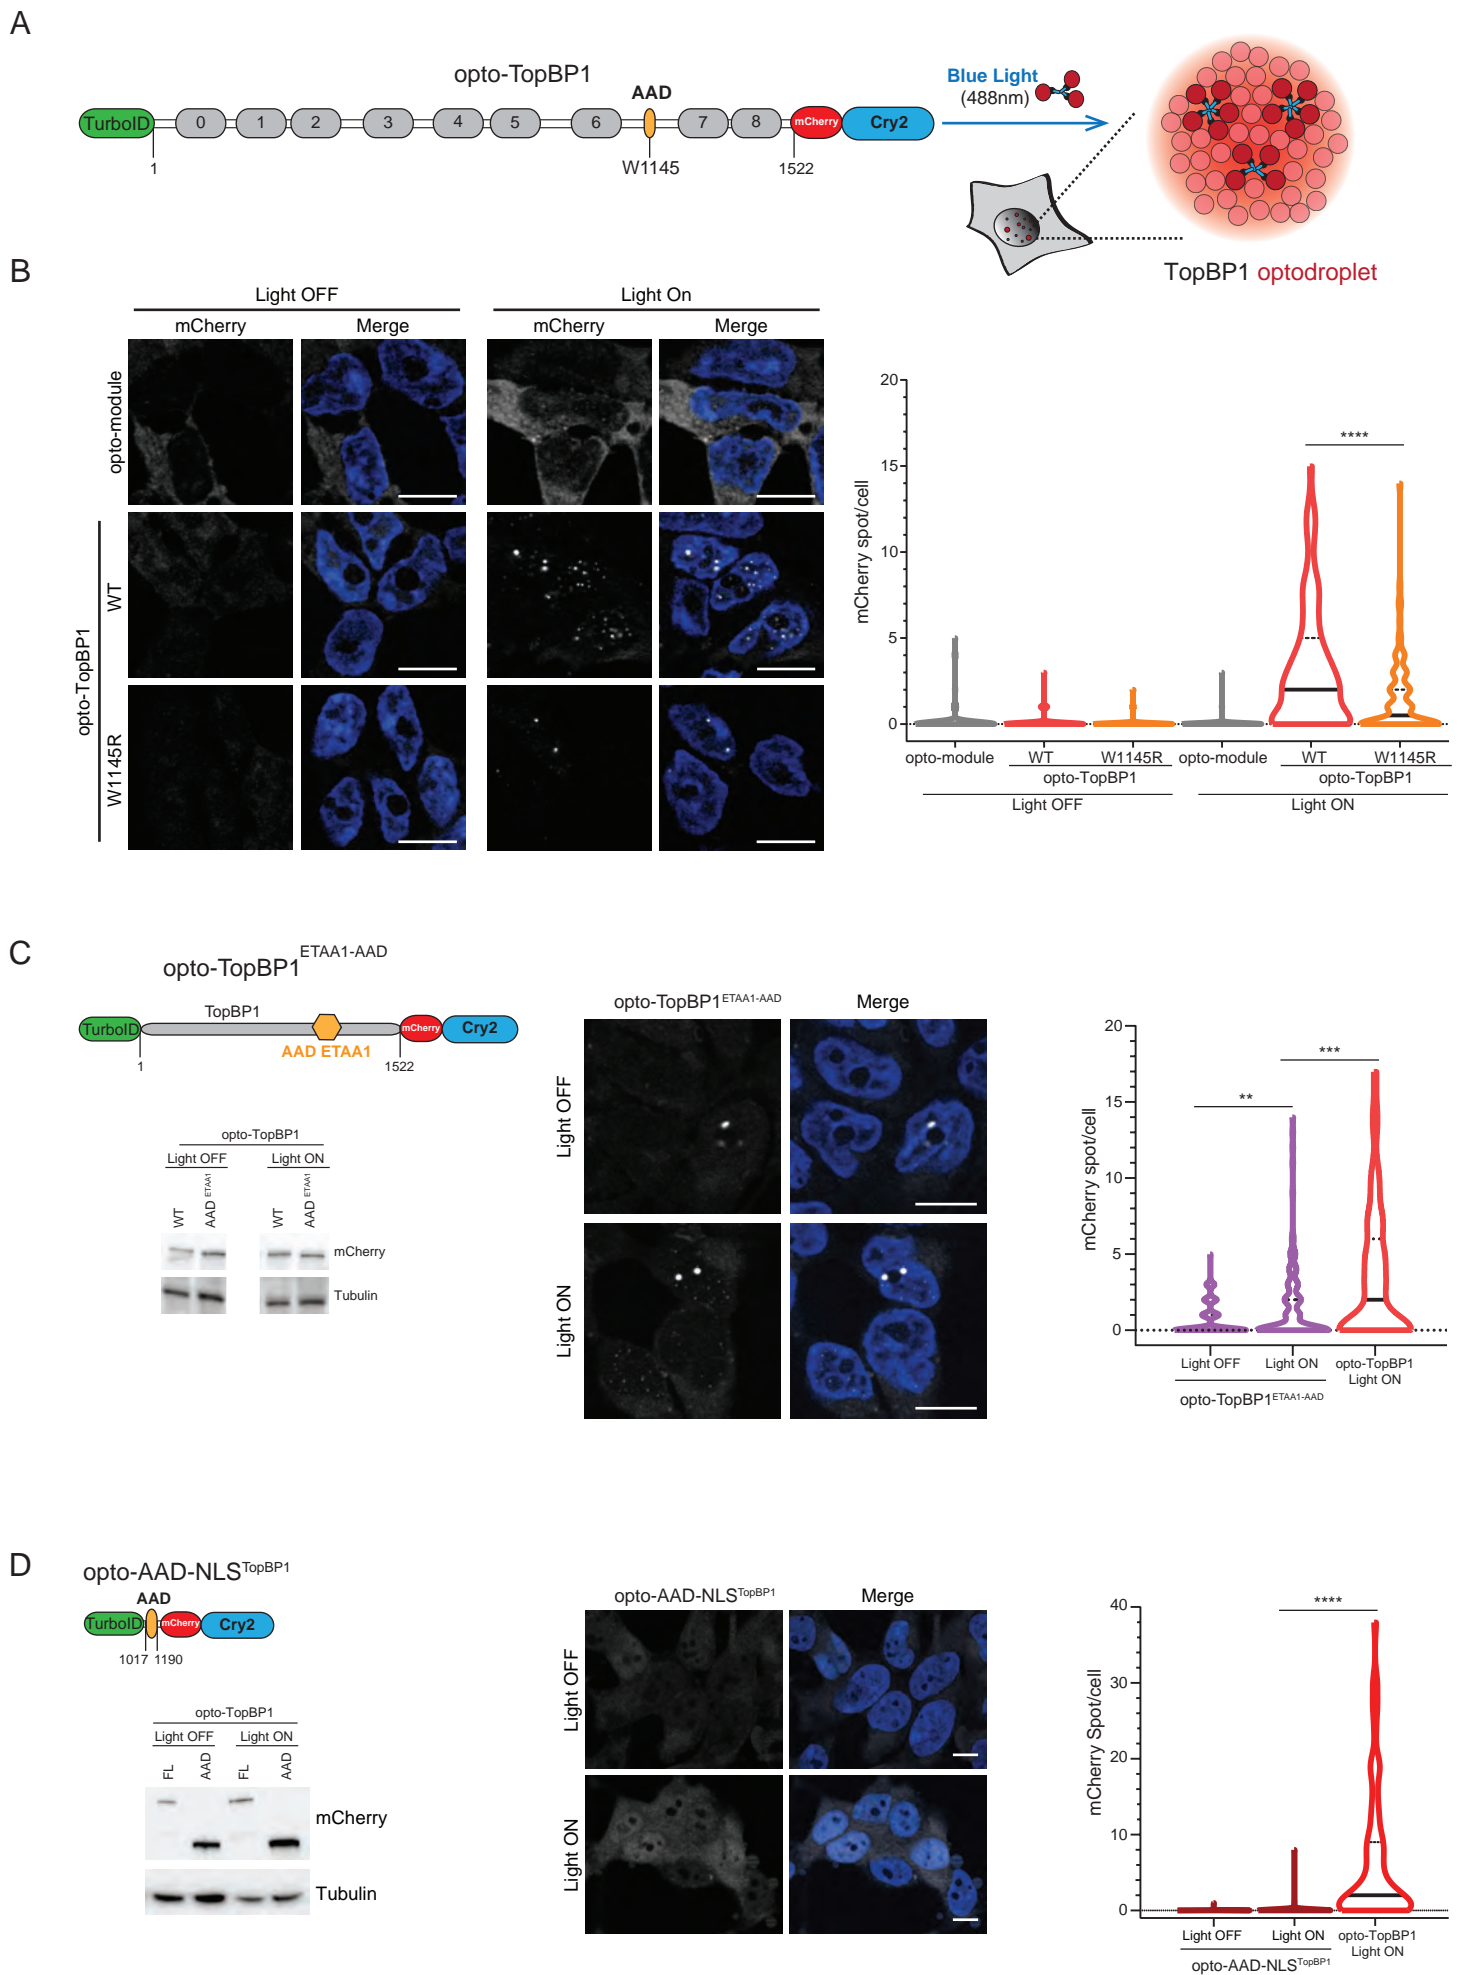 A
opto-TopBP1
AAD
TurboID 0 1 2 3 4 5 6 7 8 mCherry Cry2
1 W1145 1522
Blue Light
(488nm)
TopBP1 optodroplet
B
Light OFF Light On
mCherry Merge mCherry Merge
opto-module
opto-TopBP1
WT
W1145R
mCherry spot/cell
20
15
10
5
0
****
opto-module WT W1145R opto-module WT W1145R
opto-TopBP1 opto-TopBP1
Light OFF Light ON
C
opto-TopBP1ETAA1-AAD
TopBP1
TurboID mCherry Cry2
AAD ETAA1
1 1522
opto-TopBP1
Light OFF Light ON
WT AAD ETAA1 WT AAD ETAA1
mCherry
Tubulin
opto-TopBP1ETAA1-AAD Merge
Light OFF
Light ON
mCherry spot/cell
20
15
10
5
0
** ***
Light OFF Light ON opto-TopBP1
Light ON
opto-TopBP1ETAA1-AAD
D
opto-AAD-NLSTopBP1
AAD
TurboID mCherry Cry2
1017 1190
opto-TopBP1
Light OFF Light ON
FL AAD FL AAD
mCherry
Tubulin
opto-AAD-NLSTopBP1 Merge
Light OFF
Light ON
mCherry Spot/cell
40
30
20
10
0
****
Light OFF Light ON opto-TopBP1
Light ON
opto-AAD-NLSTopBP1